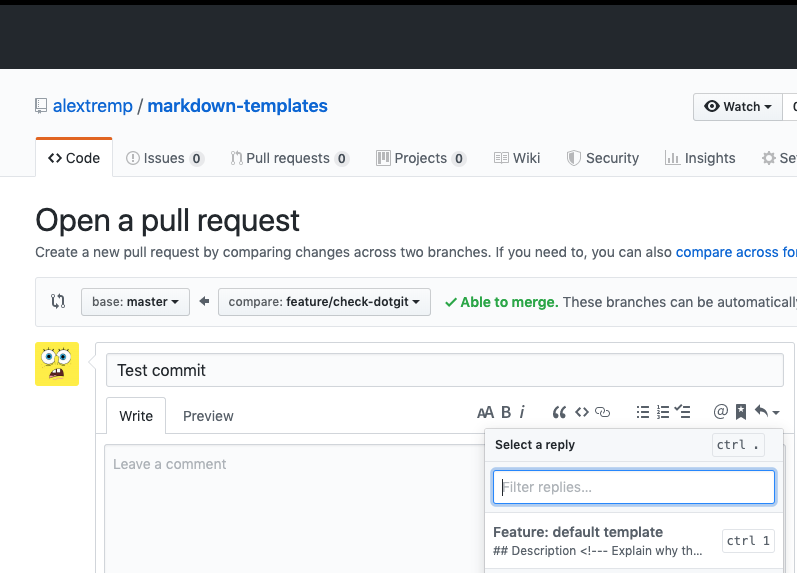 alextremp / markdown-templates
Watch
Code Issues 0 Pull requests 0 Projects 0 Wiki Security Insights Se
Open a pull request
Create a new pull request by comparing changes across two branches. If you need to, you can also compare across for
base: master compare: feature/check-dotgit Able to merge. These branches can be automatically
Test commit
Write Preview AA B i @
Select a reply ctrl .
Leave a comment
Filter replies...
Feature: default template
ctrl 1
## Description <!--- Explain why th...